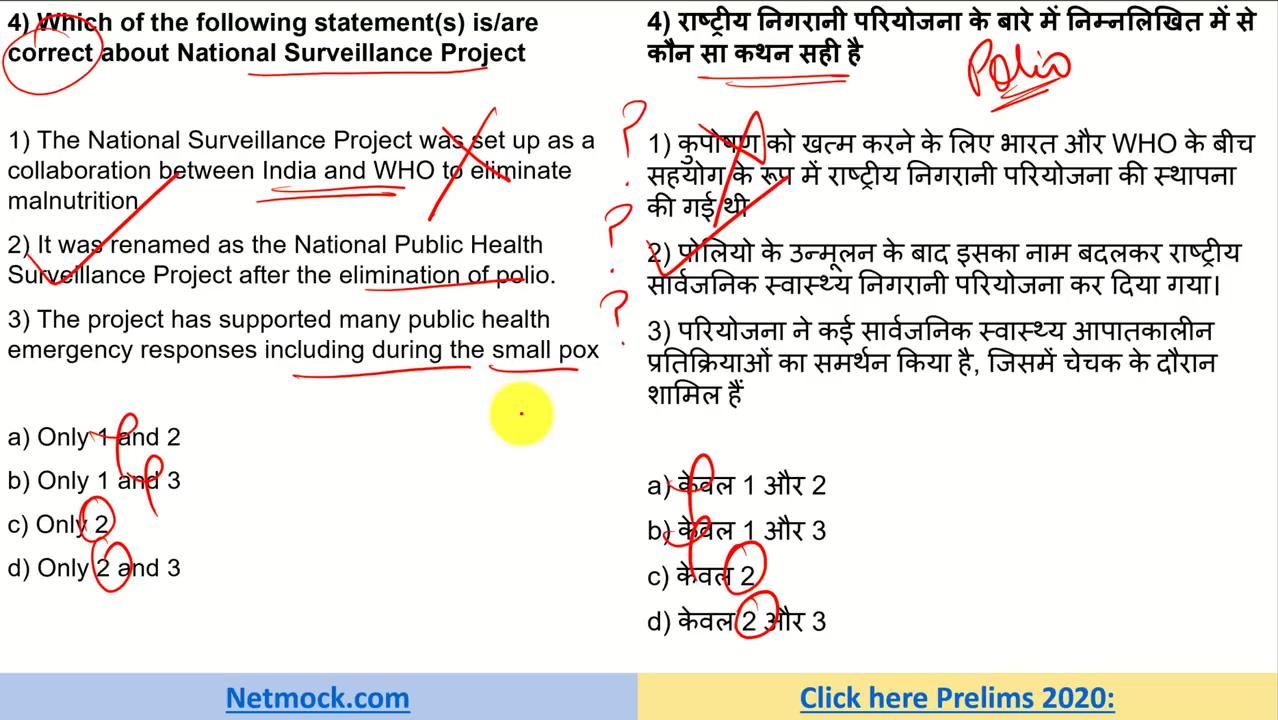 4) Which of the following statement(s) is/are
correct about National Surveillance Project
1) The National Surveillance Project was set up as a
collaboration between India and WHO to eliminate
malnutrition
2) It was renamed as the National Public Health
Surveillance Project after the elimination of polio.
3) The project has supported many public health
emergency responses including during the small pox
a) Only 1 and 2
b) Only 1 and 3
c) Only 2
d) Only 2 and 3
4) राष्ट्रीय निगरानी परियोजना के बारे में निम्नलिखित में से
कौन सा कथन सही है
Polio
1) कुपोषण को खत्म करने के लिए भारत और WHO के बीच
सहयोग के रूप में राष्ट्रीय निगरानी परियोजना की स्थापना
की गई थी
2) पोलियो के उन्मूलन के बाद इसका नाम बदलकर राष्ट्रीय
सार्वजनिक स्वास्थ्य निगरानी परियोजना कर दिया गया।
3) परियोजना ने कई सार्वजनिक स्वास्थ्य आपातकालीन
प्रतिक्रियाओं का समर्थन किया है, जिसमें चेचक के दौरान
शामिल हैं
a) केवल 1 और 2
b) केवल 1 और 3
c) केवल 2
d) केवल 2 और 3
?
?
?
Netmock.com
Click here Prelims 2020: